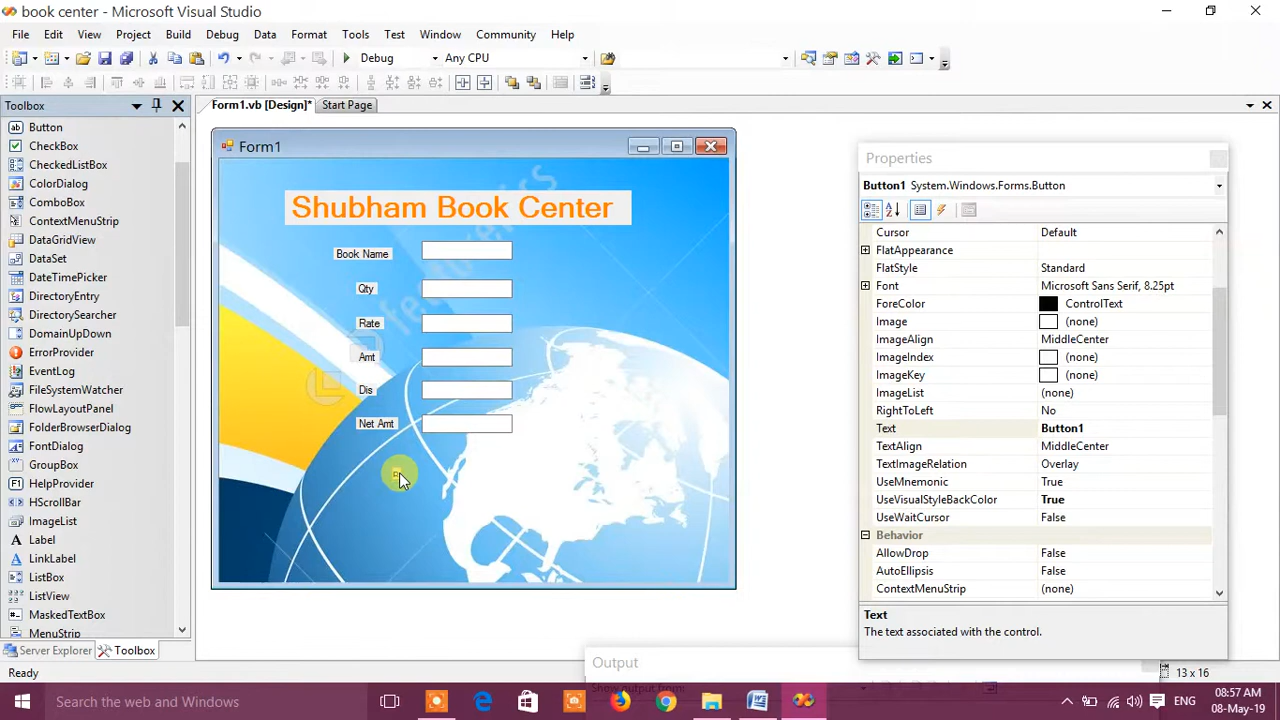 book center - Microsoft Visual Studio
File Edit View Project Build Debug Format Data Tools Test Window Community Help
Debug Any CPU
Toolbox
Form1.vb [Design]* Start Page
Button
CheckBox
CheckedListBox
ColorDialog
ComboBox
ContextMenuStrip
DataGridView
DataSet
DateTimePicker
DirectoryEntry
DirectorySearcher
DomainUpDown
ErrorProvider
EventLog
FileSystemWatcher
FlowLayoutPanel
FolderBrowserDialog
FontDialog
GroupBox
HelpProvider
HScrollBar
ImageList
Label
LinkLabel
ListBox
ListView
MaskedTextBox
MenuStrip
Server Explorer Toolbox
Form1
Shubham Book Center
Book Name
Qty
Rate
Amt
Dis
Net Amt
Properties
Button1 System.Windows.Forms.Button
Cursor Default
FlatAppearance
FlatStyle Standard
Font Microsoft Sans Serif, 8.25pt
ForeColor ControlText
Image (none)
ImageAlign MiddleCenter
ImageIndex (none)
ImageKey (none)
ImageList (none)
RightToLeft No
Text Button1
TextAlign MiddleCenter
TextImageRelation Overlay
UseMnemonic True
UseVisualStyleBackColor True
UseWaitCursor False
Behavior
AllowDrop False
AutoEllipsis False
ContextMenuStrip (none)
Text
The text associated with the control.
Output
Show output from:
Ready
13 x 16
Search the web and Windows
ENG
08:57 AM
08-May-19